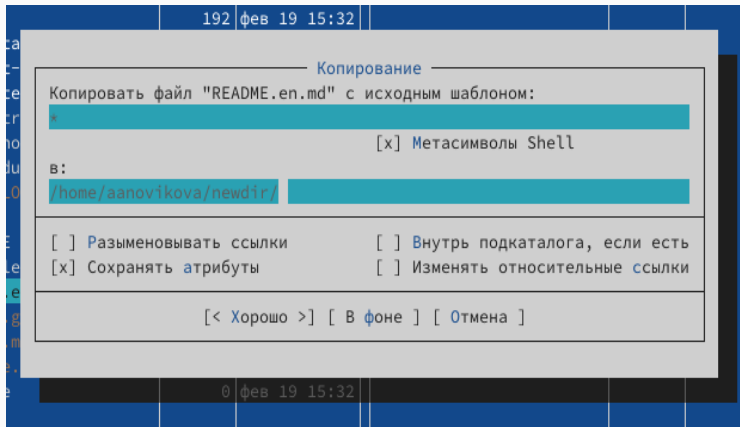 192 фев 19 15:32
Копирование
Копировать файл "README.en.md" с исходным шаблоном:
*
[x] Метасимволы Shell
в:
/home/aanovikova/newdir/
[ ] Разыменовывать ссылки [ ] Внутрь подкаталога, если есть
[x] Сохранять атрибуты [ ] Изменять относительные ссылки
[< Хорошо >] [ В фоне ] [ Отмена ]
0 фев 19 15:32